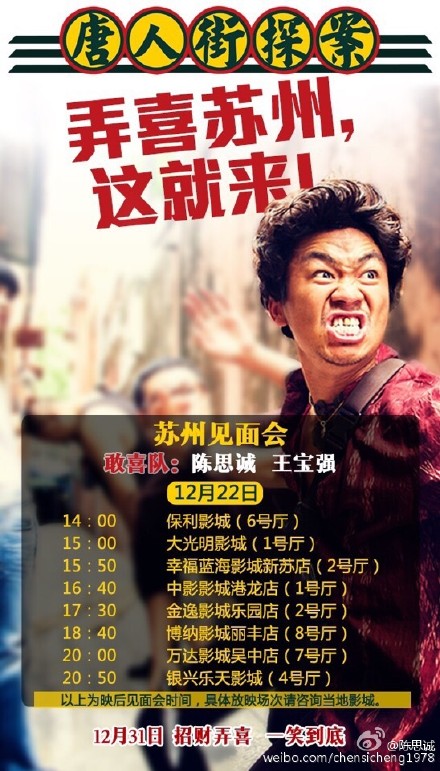 唐人街探案
弄喜苏州,
这就来!
苏州见面会
敢喜队：陈思诚 王宝强
12月22日
14：00 保利影城（6号厅）
15：00 大光明影城（1号厅）
15：50 幸福蓝海影城新苏店（2号厅）
16：40 中影影城港龙店（1号厅）
17：30 金逸影城乐园店（2号厅）
18：40 博纳影城丽丰店（8号厅）
20：00 万达影城吴中店（7号厅）
20：50 银兴乐天影城（4号厅）
以上为映后见面会时间，具体放映场次请咨询当地影城。
12月31日 招财弄喜 一笑到底
@陈思诚
weibo.com/chensicheng1978